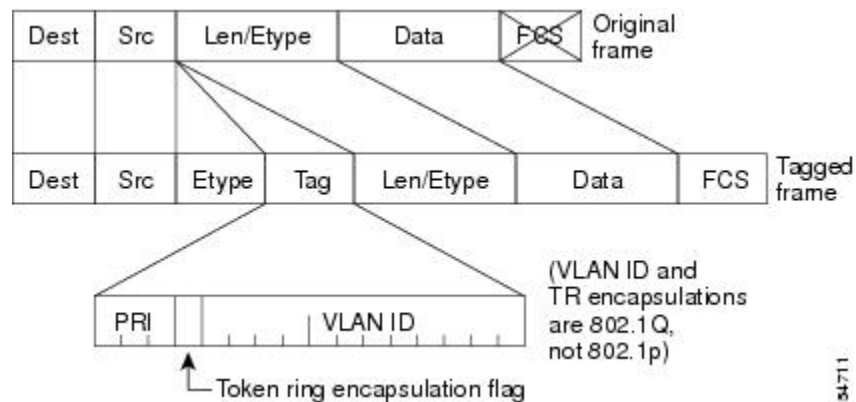 Dest Src Len/Etype Data FCS Original
frame
Dest Src Etype Tag Len/Etype Data FCS Tagged
frame
PRI VLAN ID
(VLAN ID and
TR encapsulations
are 802.1Q,
not 802.1p)
Token ring encapsulation flag
54711